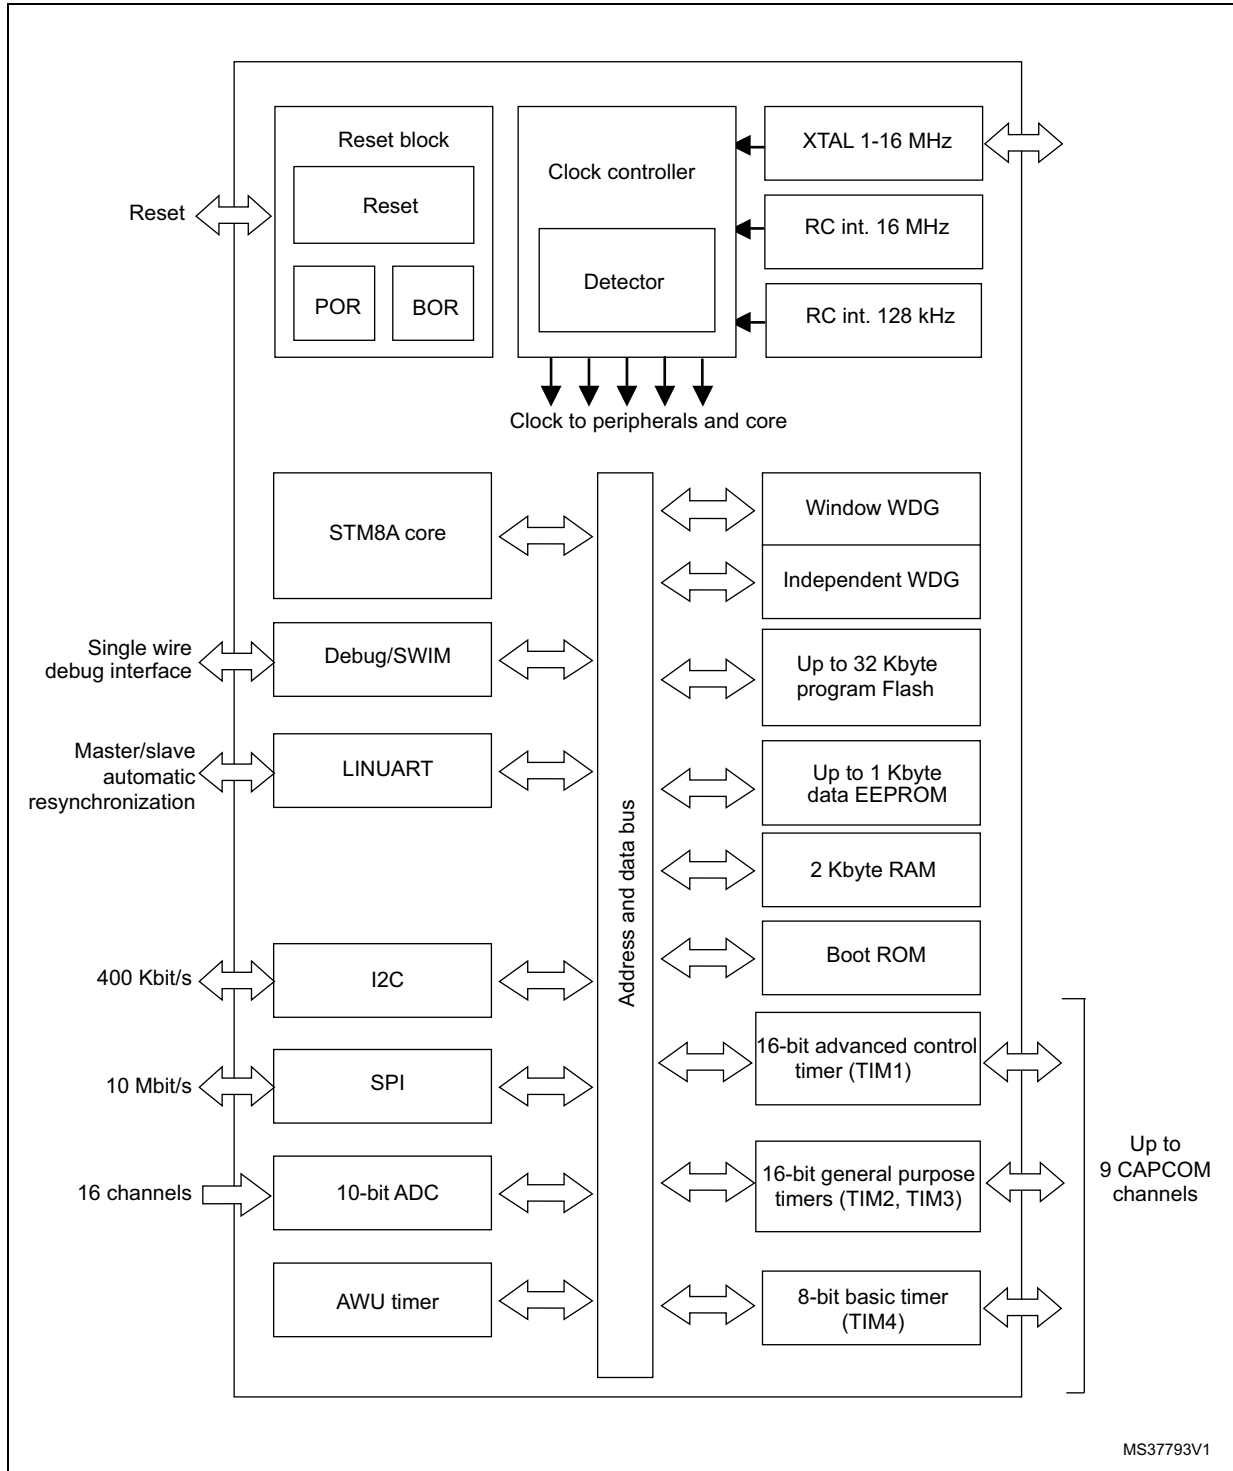 Reset block
Reset
POR
BOR
Reset
Clock controller
Detector
XTAL 1-16 MHz
RC int. 16 MHz
RC int. 128 kHz
Clock to peripherals and core
STM8A core
Single wire
debug interface
Debug/SWIM
Master/slave
automatic
resynchronization
LINUART
400 Kbit/s
I2C
10 Mbit/s
SPI
16 channels
10-bit ADC
AWU timer
Address and data bus
Window WDG
Independent WDG
Up to 32 Kbyte
program Flash
Up to 1 Kbyte
data EEPROM
2 Kbyte RAM
Boot ROM
16-bit advanced control
timer (TIM1)
16-bit general purpose
timers (TIM2, TIM3)
8-bit basic timer
(TIM4)
Up to
9 CAPCOM
channels
MS37793V1